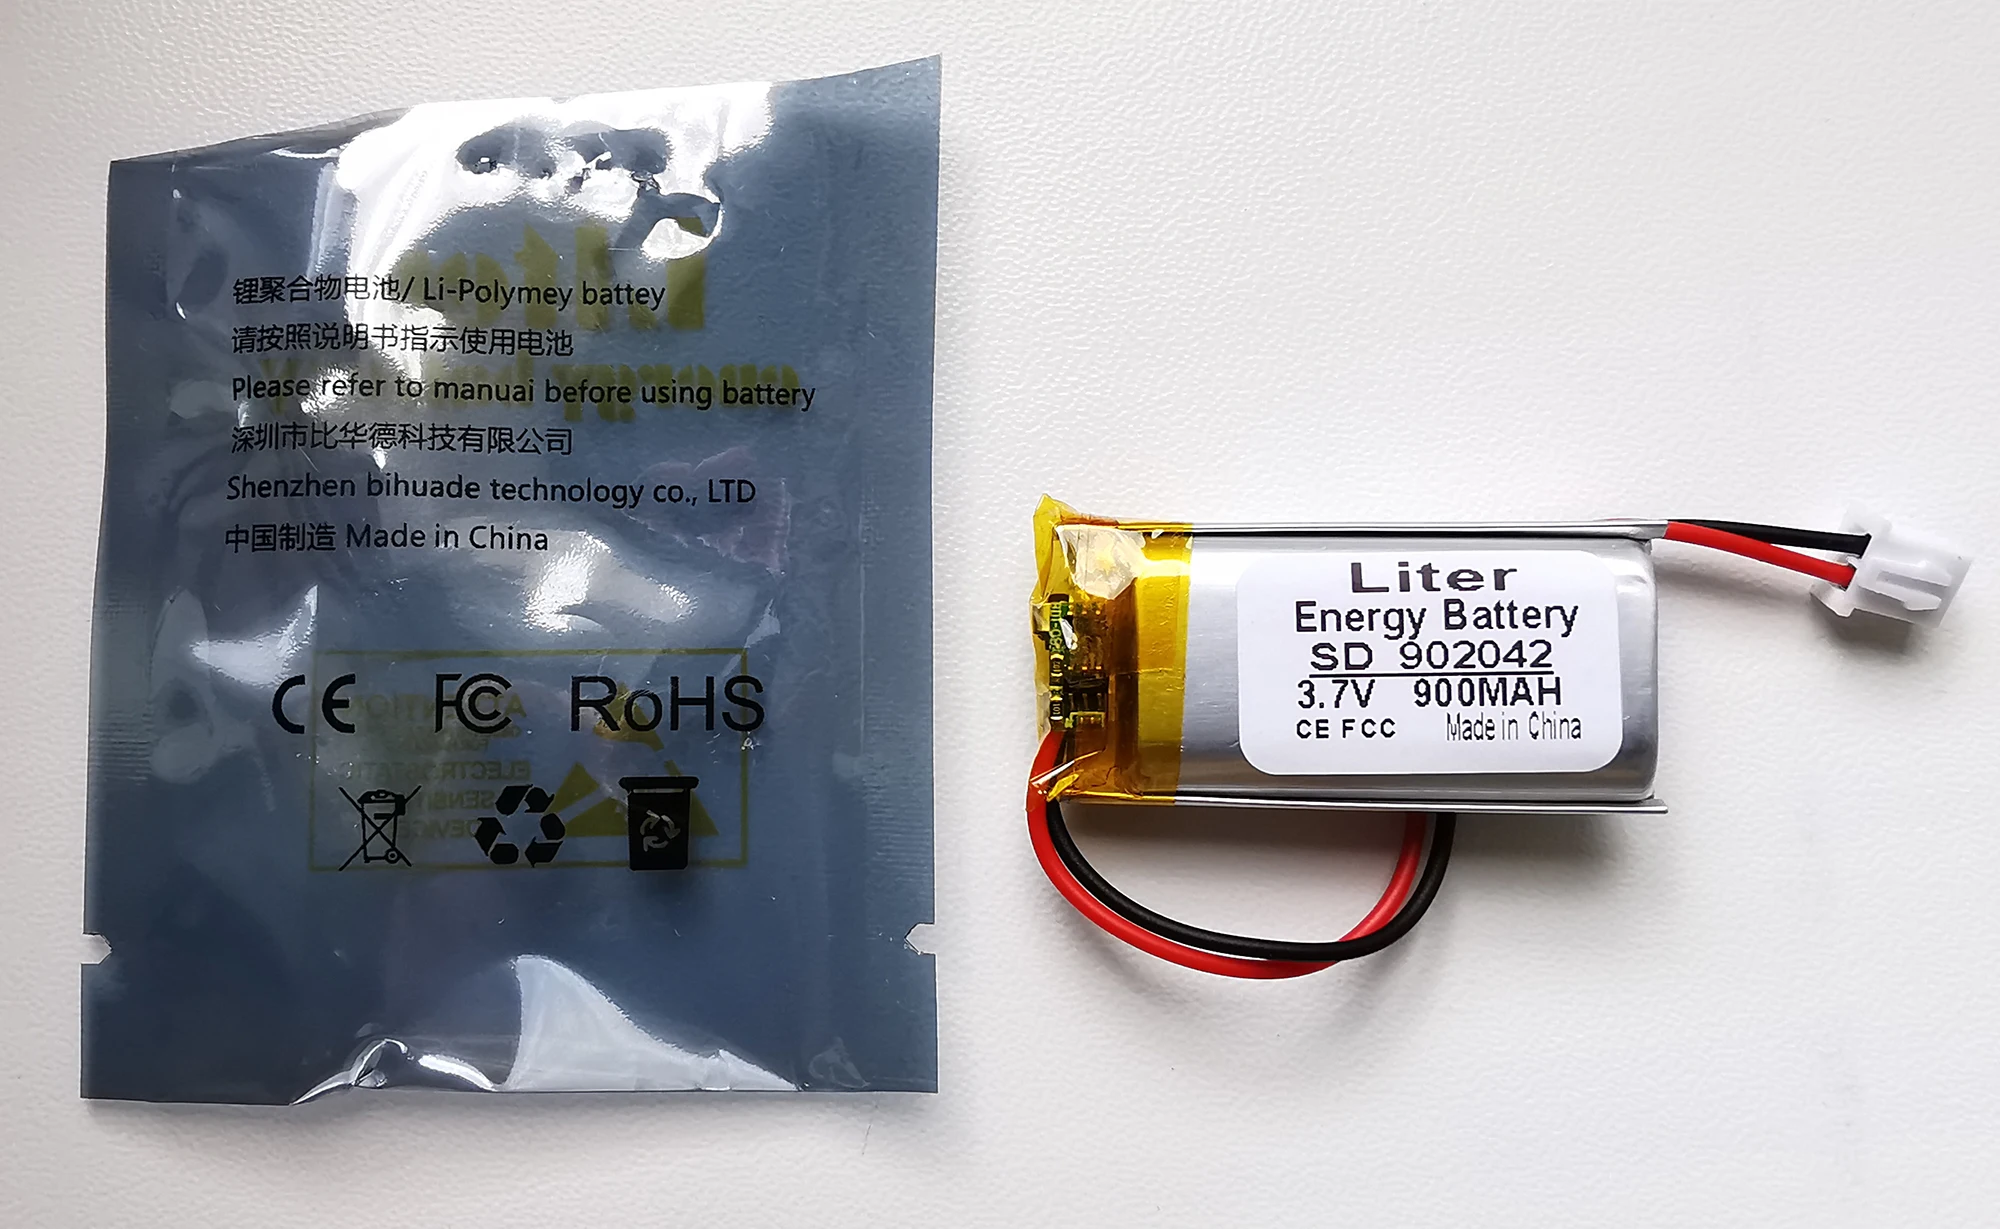 锂聚合物电池/ Li-Polymey battey
请按照说明书指示使用电池
Please refer to manuai before using battery
深圳市比华德科技有限公司
Shenzhen bihuade technology co., LTD
中国制造 Made in China
CE FC RoHS
Liter
Energy Battery
SD 902042
3.7V 900MAH
CE FCC Made in China